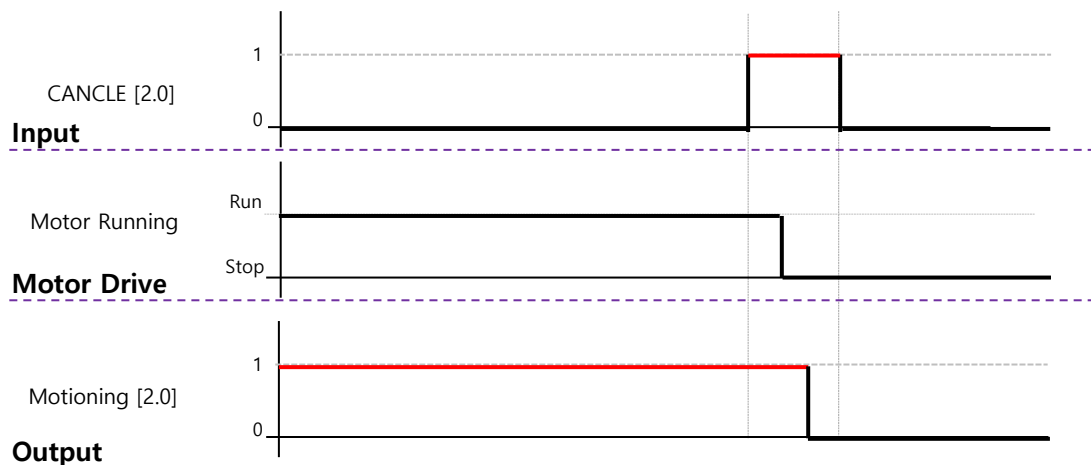 1
CANCLE [2.0]
0
Input
Run
Motor Running
Stop
Motor Drive
1
Motioning [2.0]
0
Output